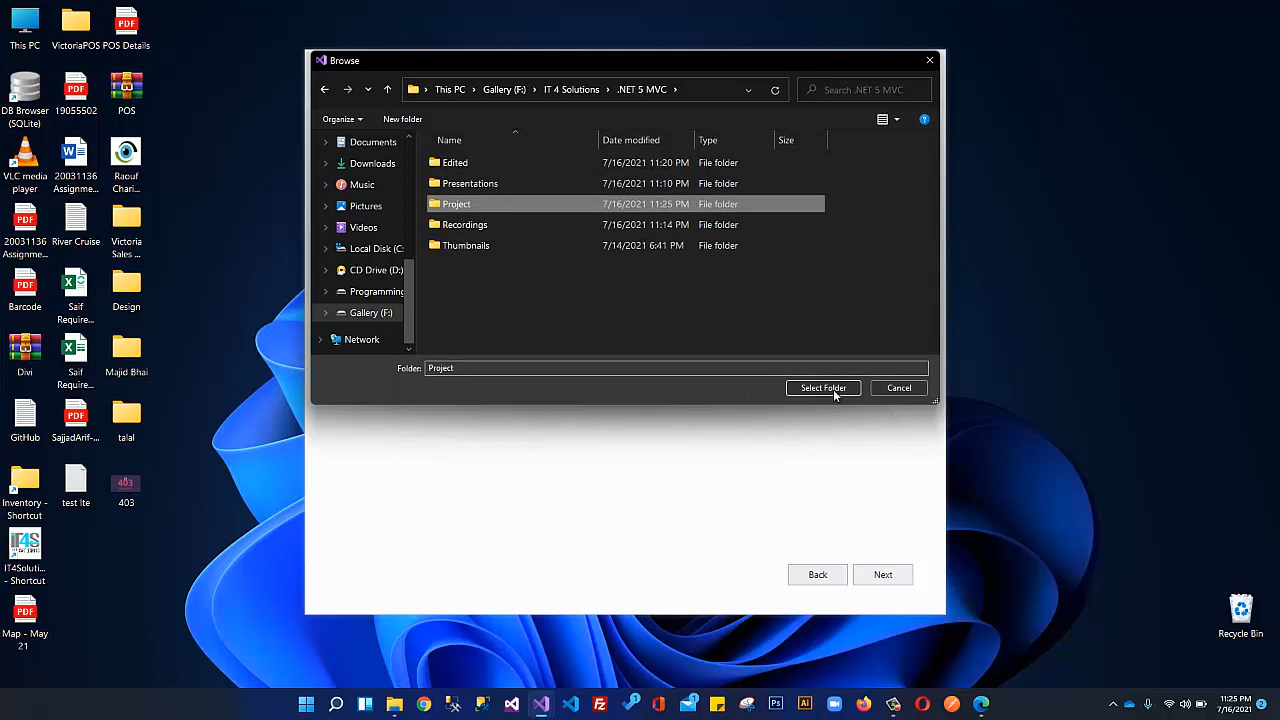 This PC
VictoriaPOS
POS Details
DB Browser
(SQLite)
19055502
POS
VLC media
player
20031136
Assignme...
Raouf
Chari...
20031136
Assignme...
River Cruise
Victoria
Sales ...
Barcode
Saif
Require...
Design
Divi
Saif
Require...
Majid Bhai
GitHub
SajjadArif-...
talal
Inventory -
Shortcut
test lte
403
403
IT4S
IT4Soluti...
- Shortcut
Map - May
21
Browse
This PC
Gallery (F:)
Solutions
.NET 5 MVC
Search .NET 5 MVC
Organize
New folder
Name
Date modified
Type
Size
Documents
Downloads
Music
Pictures
Videos
Local Disk (C:
(D:)
Programming
Gallery (F:)
Network
Edited 7/16/2021 11:20 PM File folder
Presentations 7/16/2021 11:10 PM File folder
Project 7/16/2021 11:25 PM File folder
Recordings 7/16/2021 11:14 PM File folder
Thumbnails 7/14/2021 6:41 PM File folder
Folder: Project
Select Folder
Cancel
Back
Next
Recycle Bin
11:25 PM
7/16/2021